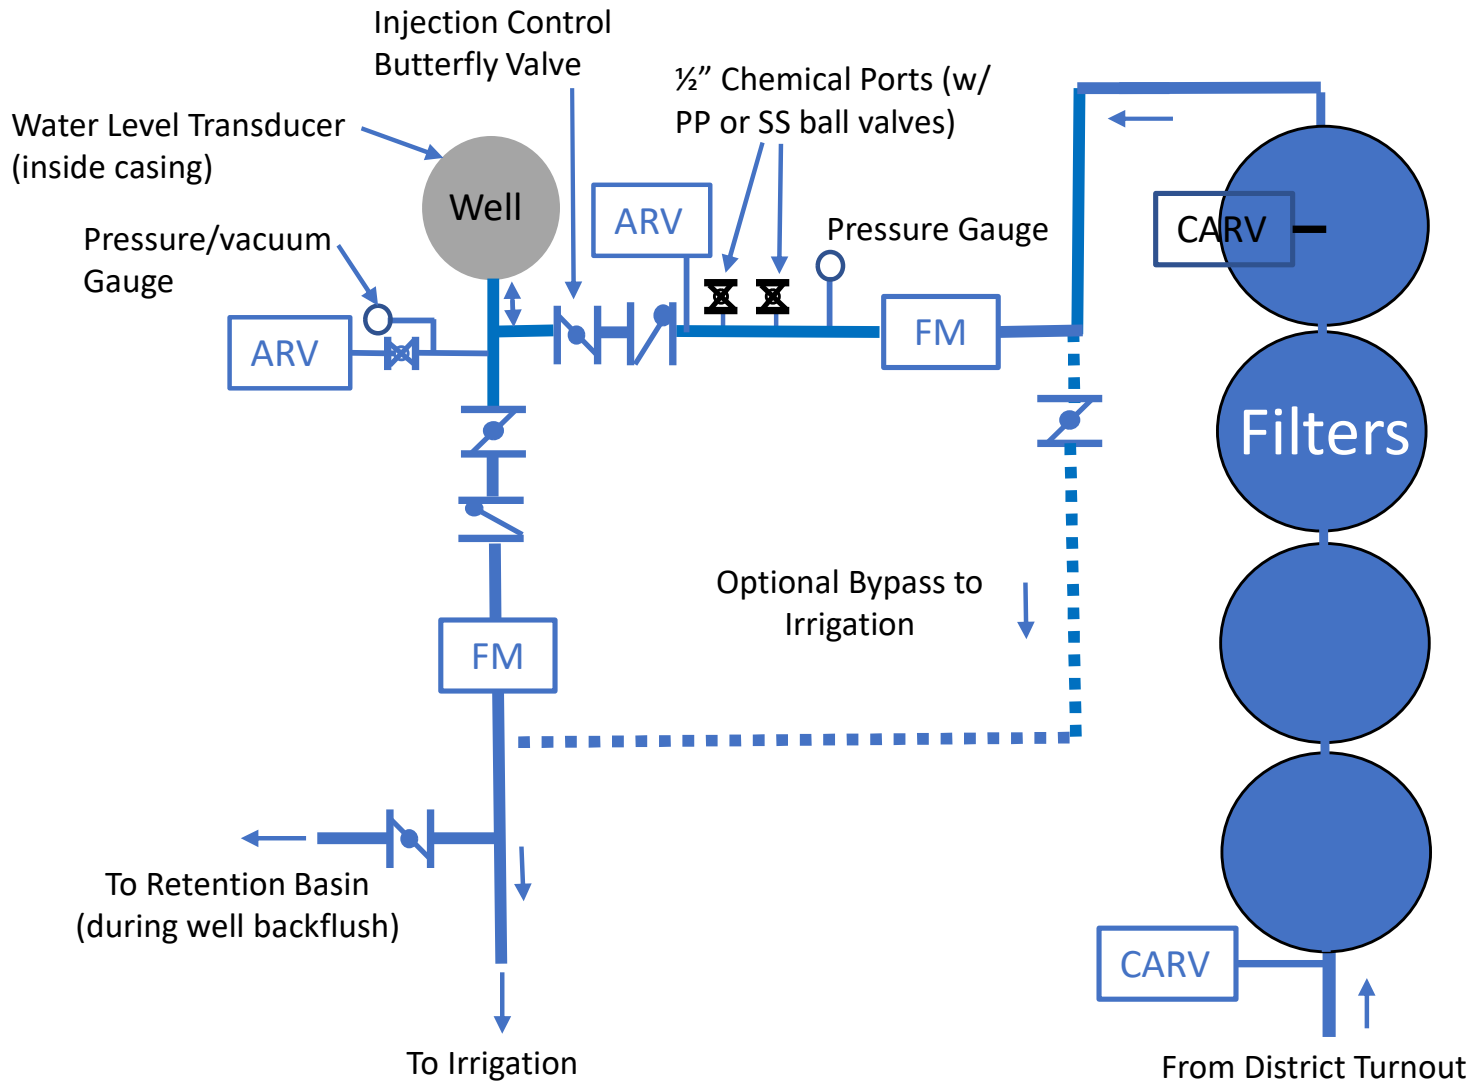 Injection Control
Butterfly Valve
½” Chemical Ports (w/
PP or SS ball valves)
Water Level Transducer
(inside casing)
Well
ARV
Pressure Gauge
CARV
Pressure/vacuum
Gauge
ARV
FM
Filters
Optional Bypass to
Irrigation
FM
To Retention Basin
(during well backflush)
CARV
To Irrigation
From District Turnout